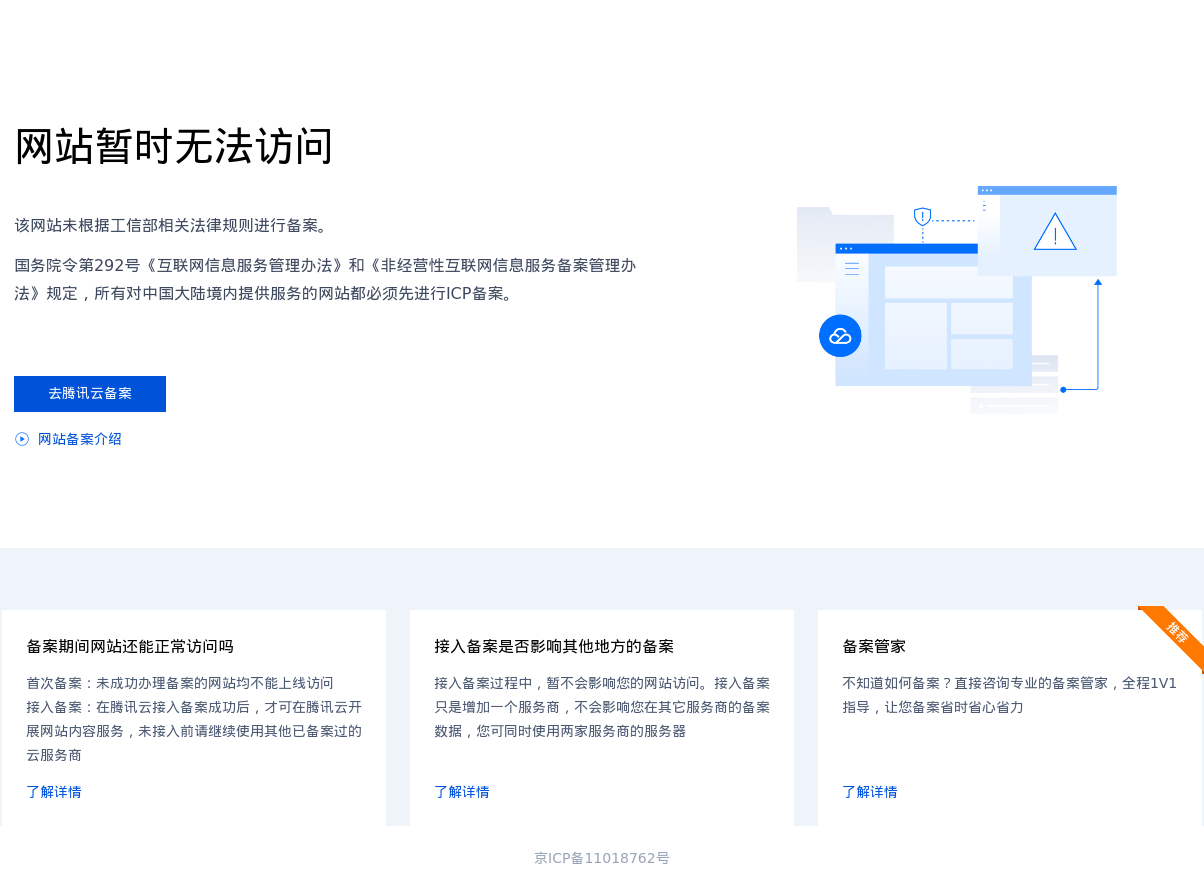 网站暂时无法访问
该网站未根据工信部相关法律规则进行备案。
国务院令第292号《互联网信息服务管理办法》和《非经营性互联网信息服务备案管理办
法》规定，所有对中国大陆境内提供服务的网站都必须先进行ICP备案。
去腾讯云备案
网站备案介绍
备案期间网站还能正常访问吗
首次备案：未成功办理备案的网站均不能上线访问
接入备案：在腾讯云接入备案成功后，才可在腾讯云开
展网站内容服务，未接入前请继续使用其他已备案过的
云服务商
了解详情
接入备案是否影响其他地方的备案
接入备案过程中，暂不会影响您的网站访问。接入备案
只是增加一个服务商，不会影响您在其它服务商的备案
数据，您可同时使用两家服务商的服务器
了解详情
推荐
备案管家
不知道如何备案？直接咨询专业的备案管家，全程1V1
指导，让您备案省时省心省力
了解详情
京ICP备11018762号